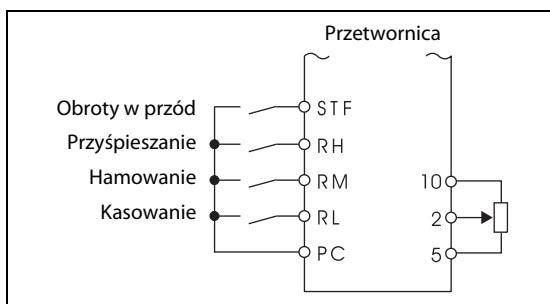 Przetwornica
Obroty w przód STF
Przyśpieszanie RH
Hamowanie RM 10
Kasowanie RL 2
PC 5